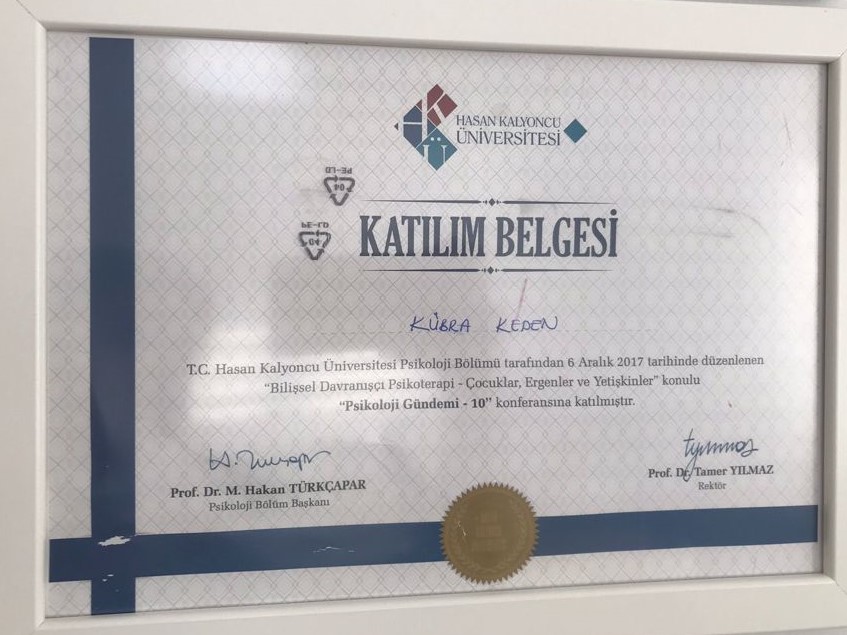 HASAN KALYONCU
ÜNİVERSİTESİ
04
PE-LD
04
PE-LD
KATILIM BELGESİ
KÜBRA KEDEN
T.C. Hasan Kalyoncu Üniversitesi Psikoloji Bölümü tarafından 6 Aralık 2017 tarihinde düzenlenen
“Bilişsel Davranışçı Psikoterapi - Çocuklar, Ergenler ve Yetişkinler” konulu
“Psikoloji Gündemi - 10” konferansına katılmıştır.
Prof. Dr. M. Hakan TÜRKÇAPAR
Psikoloji Bölüm Başkanı
Prof. Dr. Tamer YILMAZ
Rektör